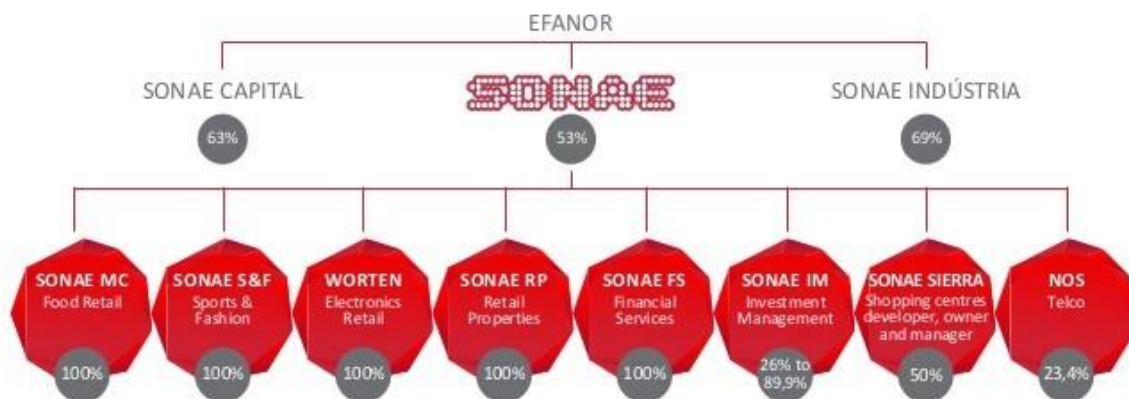 EFANOR
SONAE CAPITAL
SONAE
SONAE INDÚSTRIA
63%
53%
69%
SONAE MC
Food Retail
100%
SONAE S&F
Sports &
Fashion
100%
WORTEN
Electronics
Retail
100%
SONAE RP
Retail
Properties
100%
SONAE FS
Financial
Services
100%
SONAE IM
Investment
Management
26% to
89,9%
SONAE SIERRA
Shopping centres
developer, owner
and manager
50%
NOS
Telco
23,4%